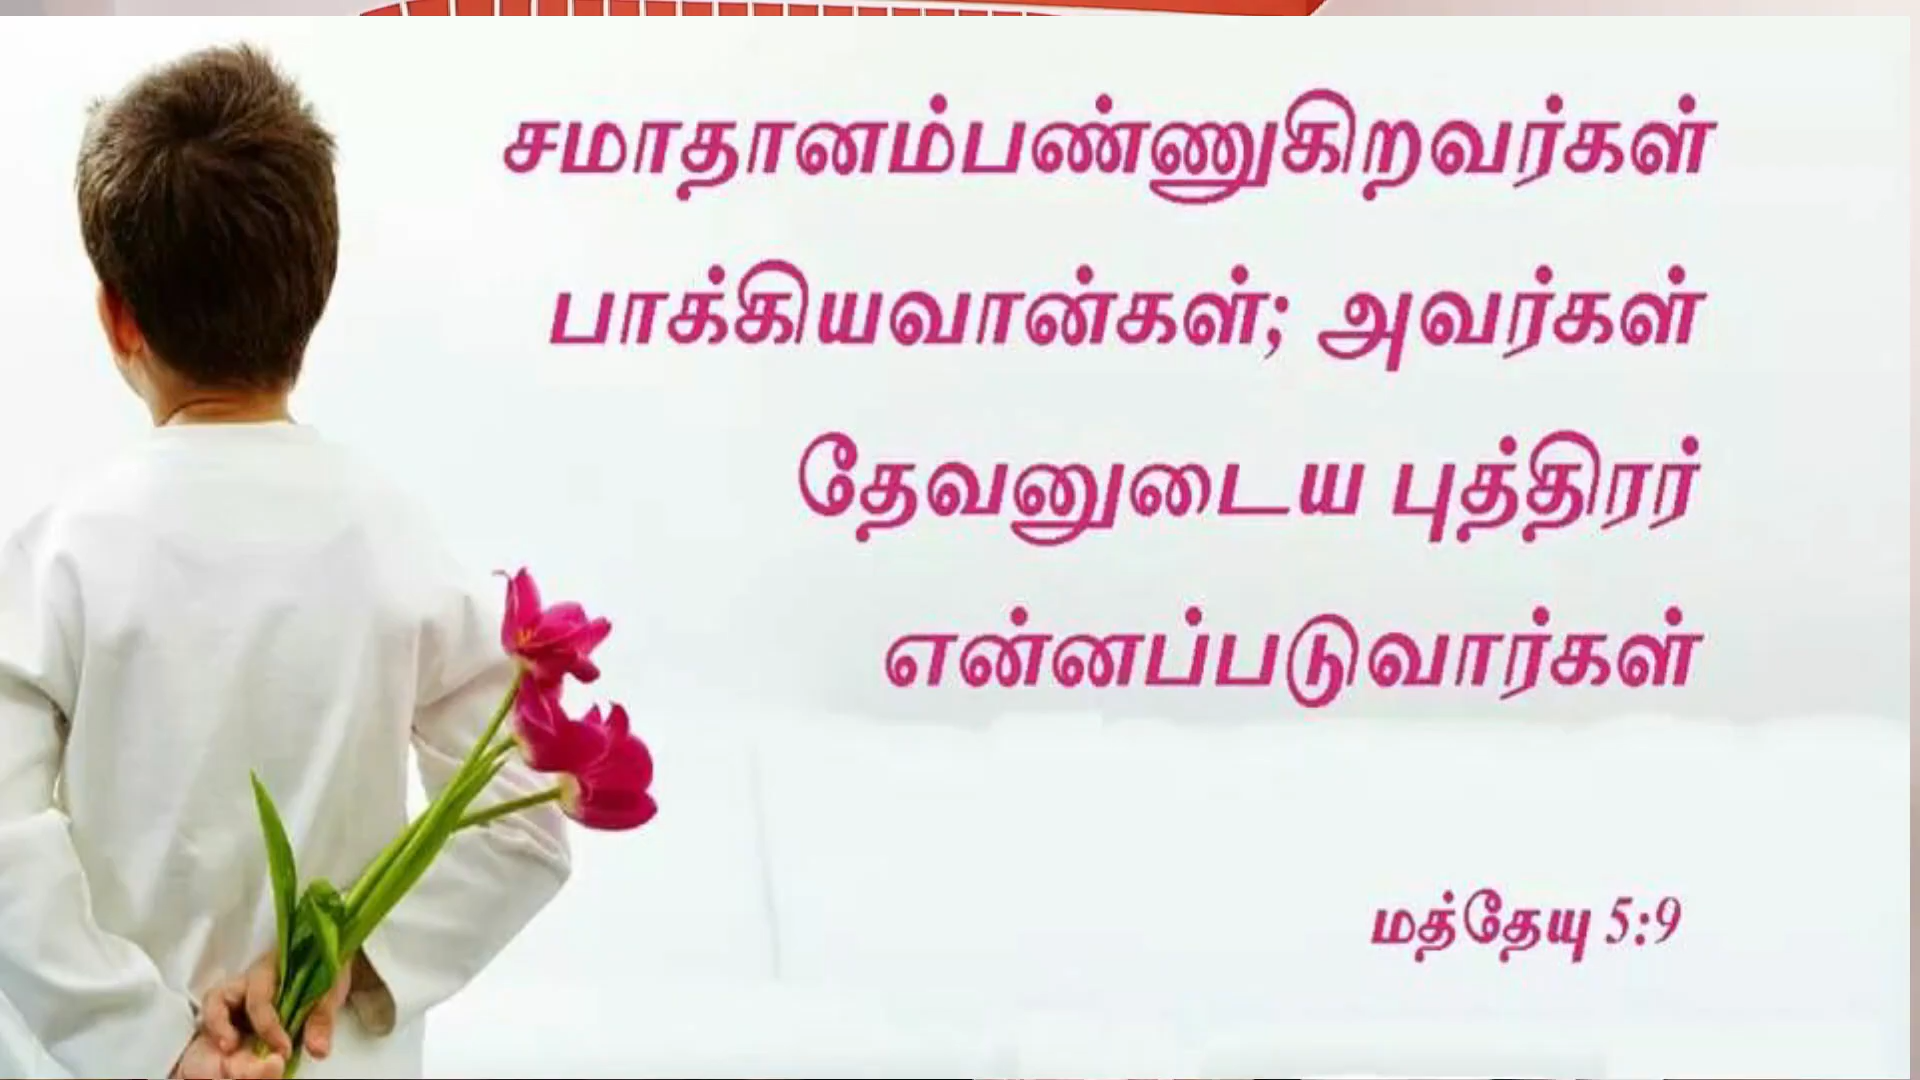 சமாதானம்பண்ணுகிறவர்கள்
பாக்கியவான்கள்; அவர்கள்
தேவனுடைய புத்திரர்
என்னப்படுவார்கள்
மத்தேயு 5:9